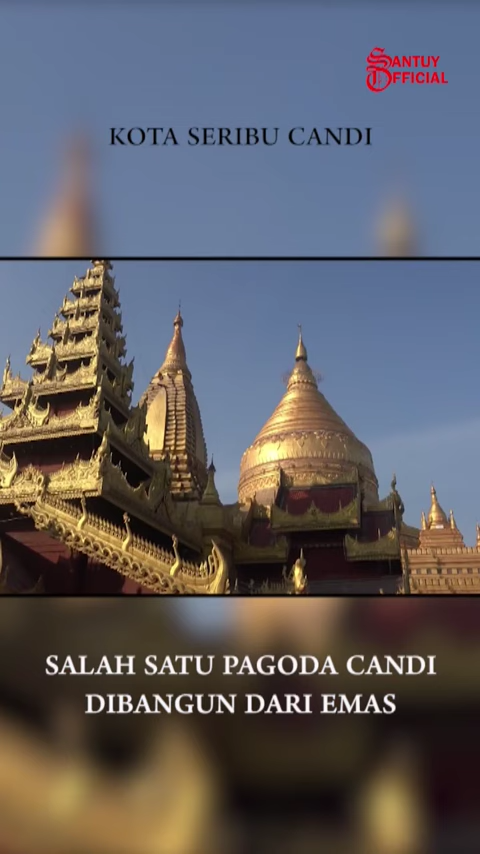 SANTUY
OFFICIAL
KOTA SERIBU CANDI
SALAH SATU PAGODA CANDI
DIBANGUN DARI EMAS